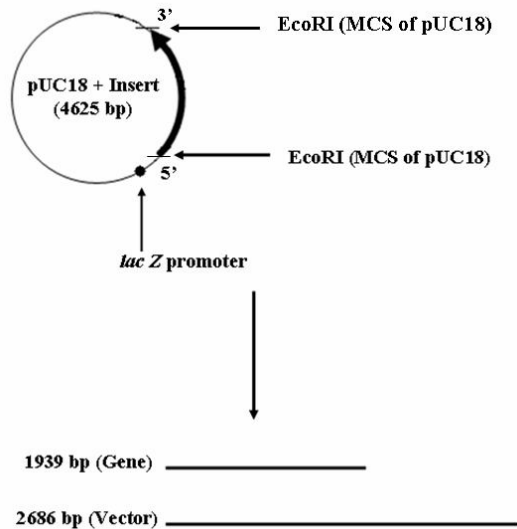 3’
EcoRI (MCS of pUC18)
pUC18 + Insert
(4625 bp)
EcoRI (MCS of pUC18)
5’
lac Z promoter
1939 bp (Gene)
2686 bp (Vector)